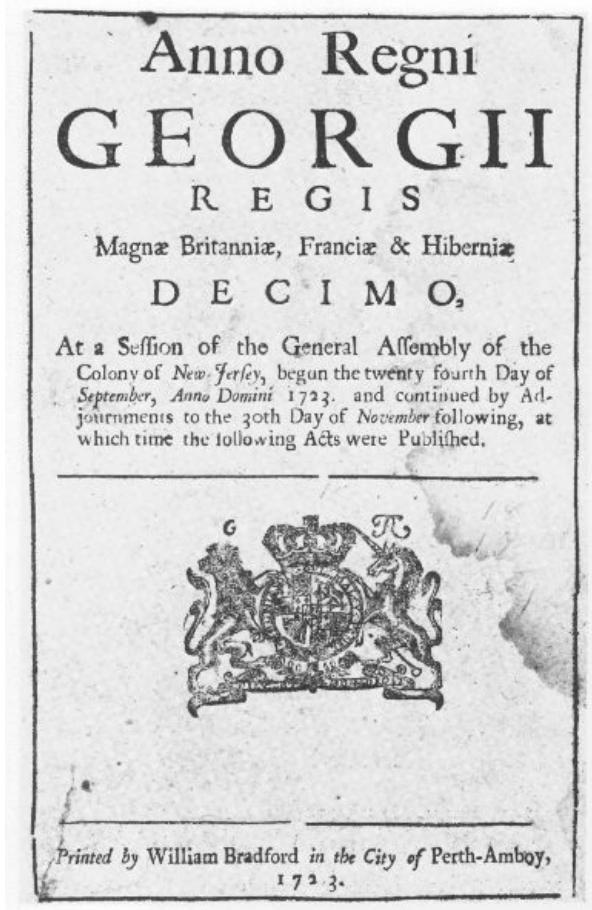 Anno Regni
GEORGII
REGIS
Magnæ Britanniæ, Franciæ & Hiberniæ
DECIMO,
At a Seſſion of the General Aſſembly of the
Colony of New-Jerſey, begun the twenty fourth Day of
September, Anno Domini 1723. and continued by Ad-
journments to the 30th Day of November following, at
which time the following Acts were Publiſhed.
G R
Printed by William Bradford in the City of Perth-Amboy,
1723.